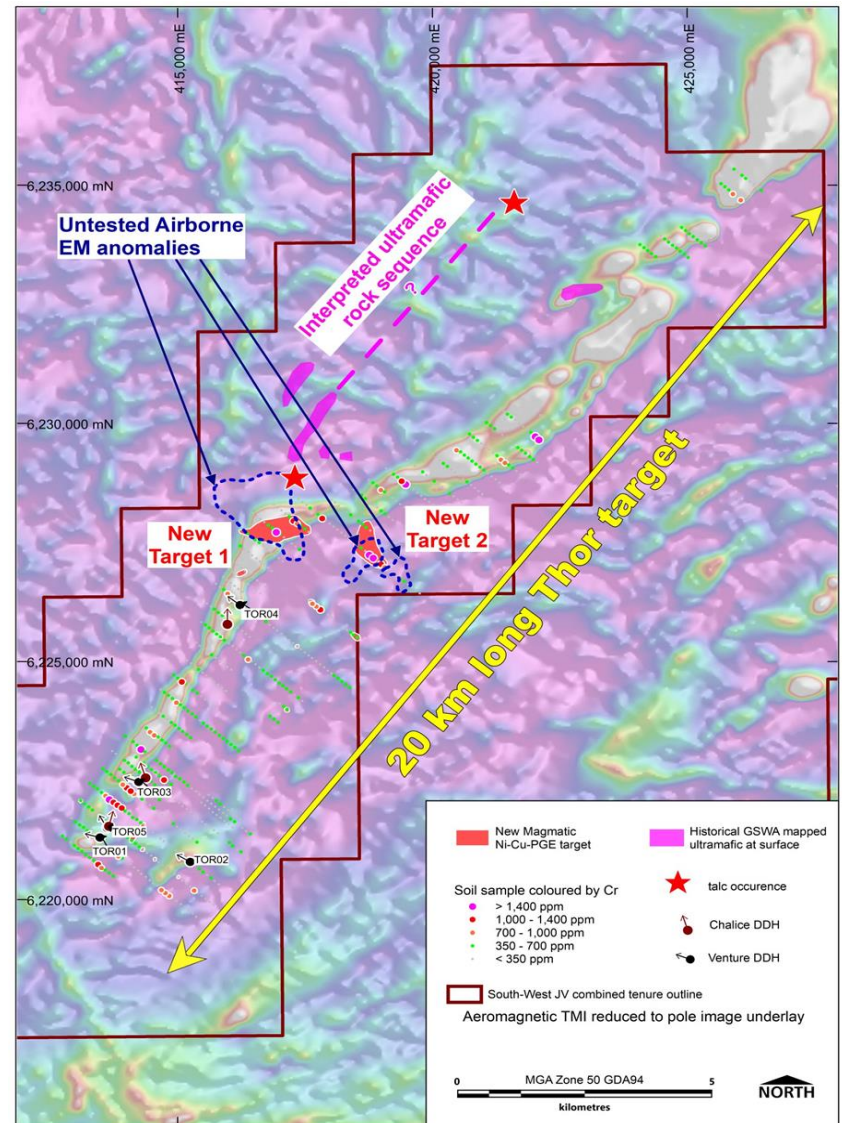 415,000 mE
420,000 mE
425,000 mE
6,235,000 mN
Untested Airborne
EM anomalies
Interpreted ultramafic
rock sequence
?
6,230,000 mN
New
Target 1
New
Target 2
20 km long Thor target
TOR04
6,225,000 mN
TOR03
TOR05
TOR01
TOR02
6,220,000 mN
New Magmatic
Ni-Cu-PGE target
Historical GSWA mapped
ultramafic at surface
Soil sample coloured by Cr
> 1,400 ppm
1,000 - 1,400 ppm
700 - 1,000 ppm
350 - 700 ppm
< 350 ppm
talc occurence
Chalice DDH
Venture DDH
South-West JV combined tenure outline
Aeromagnetic TMI reduced to pole image underlay
MGA Zone 50 GDA94
0
5
kilometres
NORTH